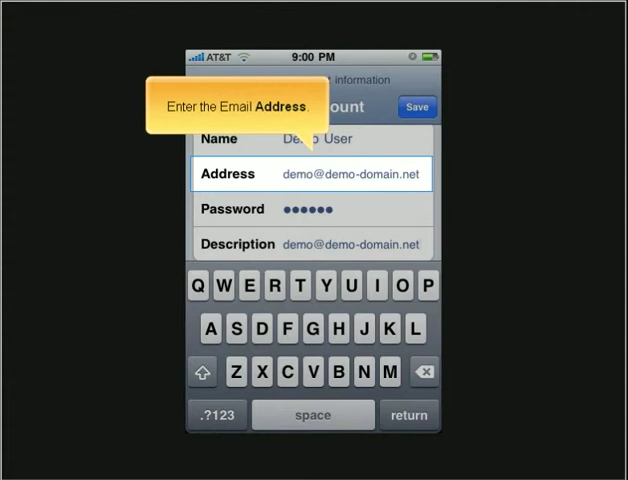 AT&T 9:00 PM
information
Enter the Email Address.
ount Save
Name Demo User
Address demo@demo-domain.net
Password ●●●●●●
Description demo@demo-domain.net
Q W E R T Y U I O P
A S D F G H J K L
Z X C V B N M
.?123 space return